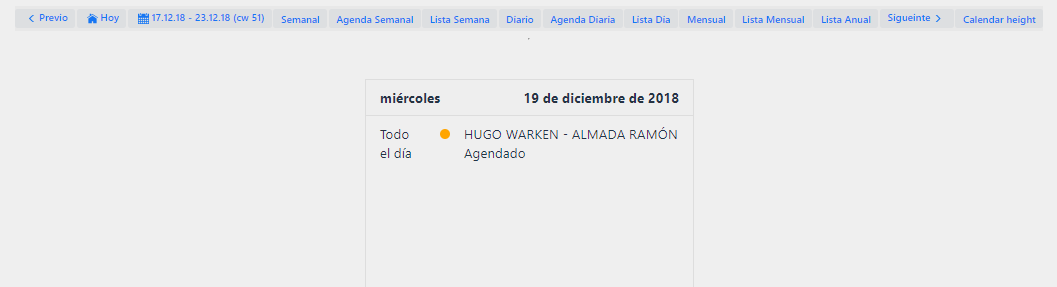 Previo Hoy 17.12.18 - 23.12.18 (cw 51) Semanal Agenda Semanal Lista Semana Diario Agenda Diaria Lista Día Mensual Lista Mensual Lista Anual Sigueinte Calendar height
miércoles 19 de diciembre de 2018
Todo HUGO WARKEN - ALMADA RAMÓN
el día Agendado